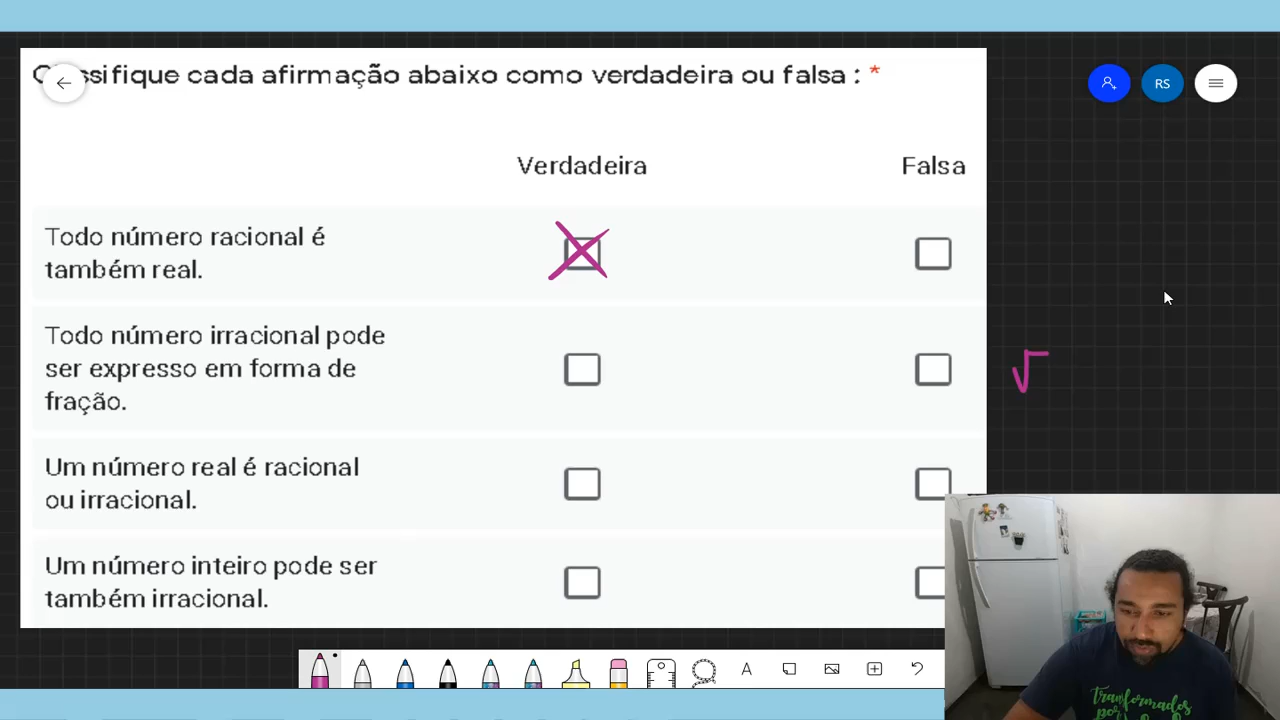 ssifique cada afirmação abaixo como verdadeira ou falsa : *
RS
Verdadeira Falsa
Todo número racional é
também real.
Todo número irracional pode
ser expresso em forma de
fração.
√
Um número real é racional
ou irracional.
Um número inteiro pode ser
também irracional.
A
transformados
por